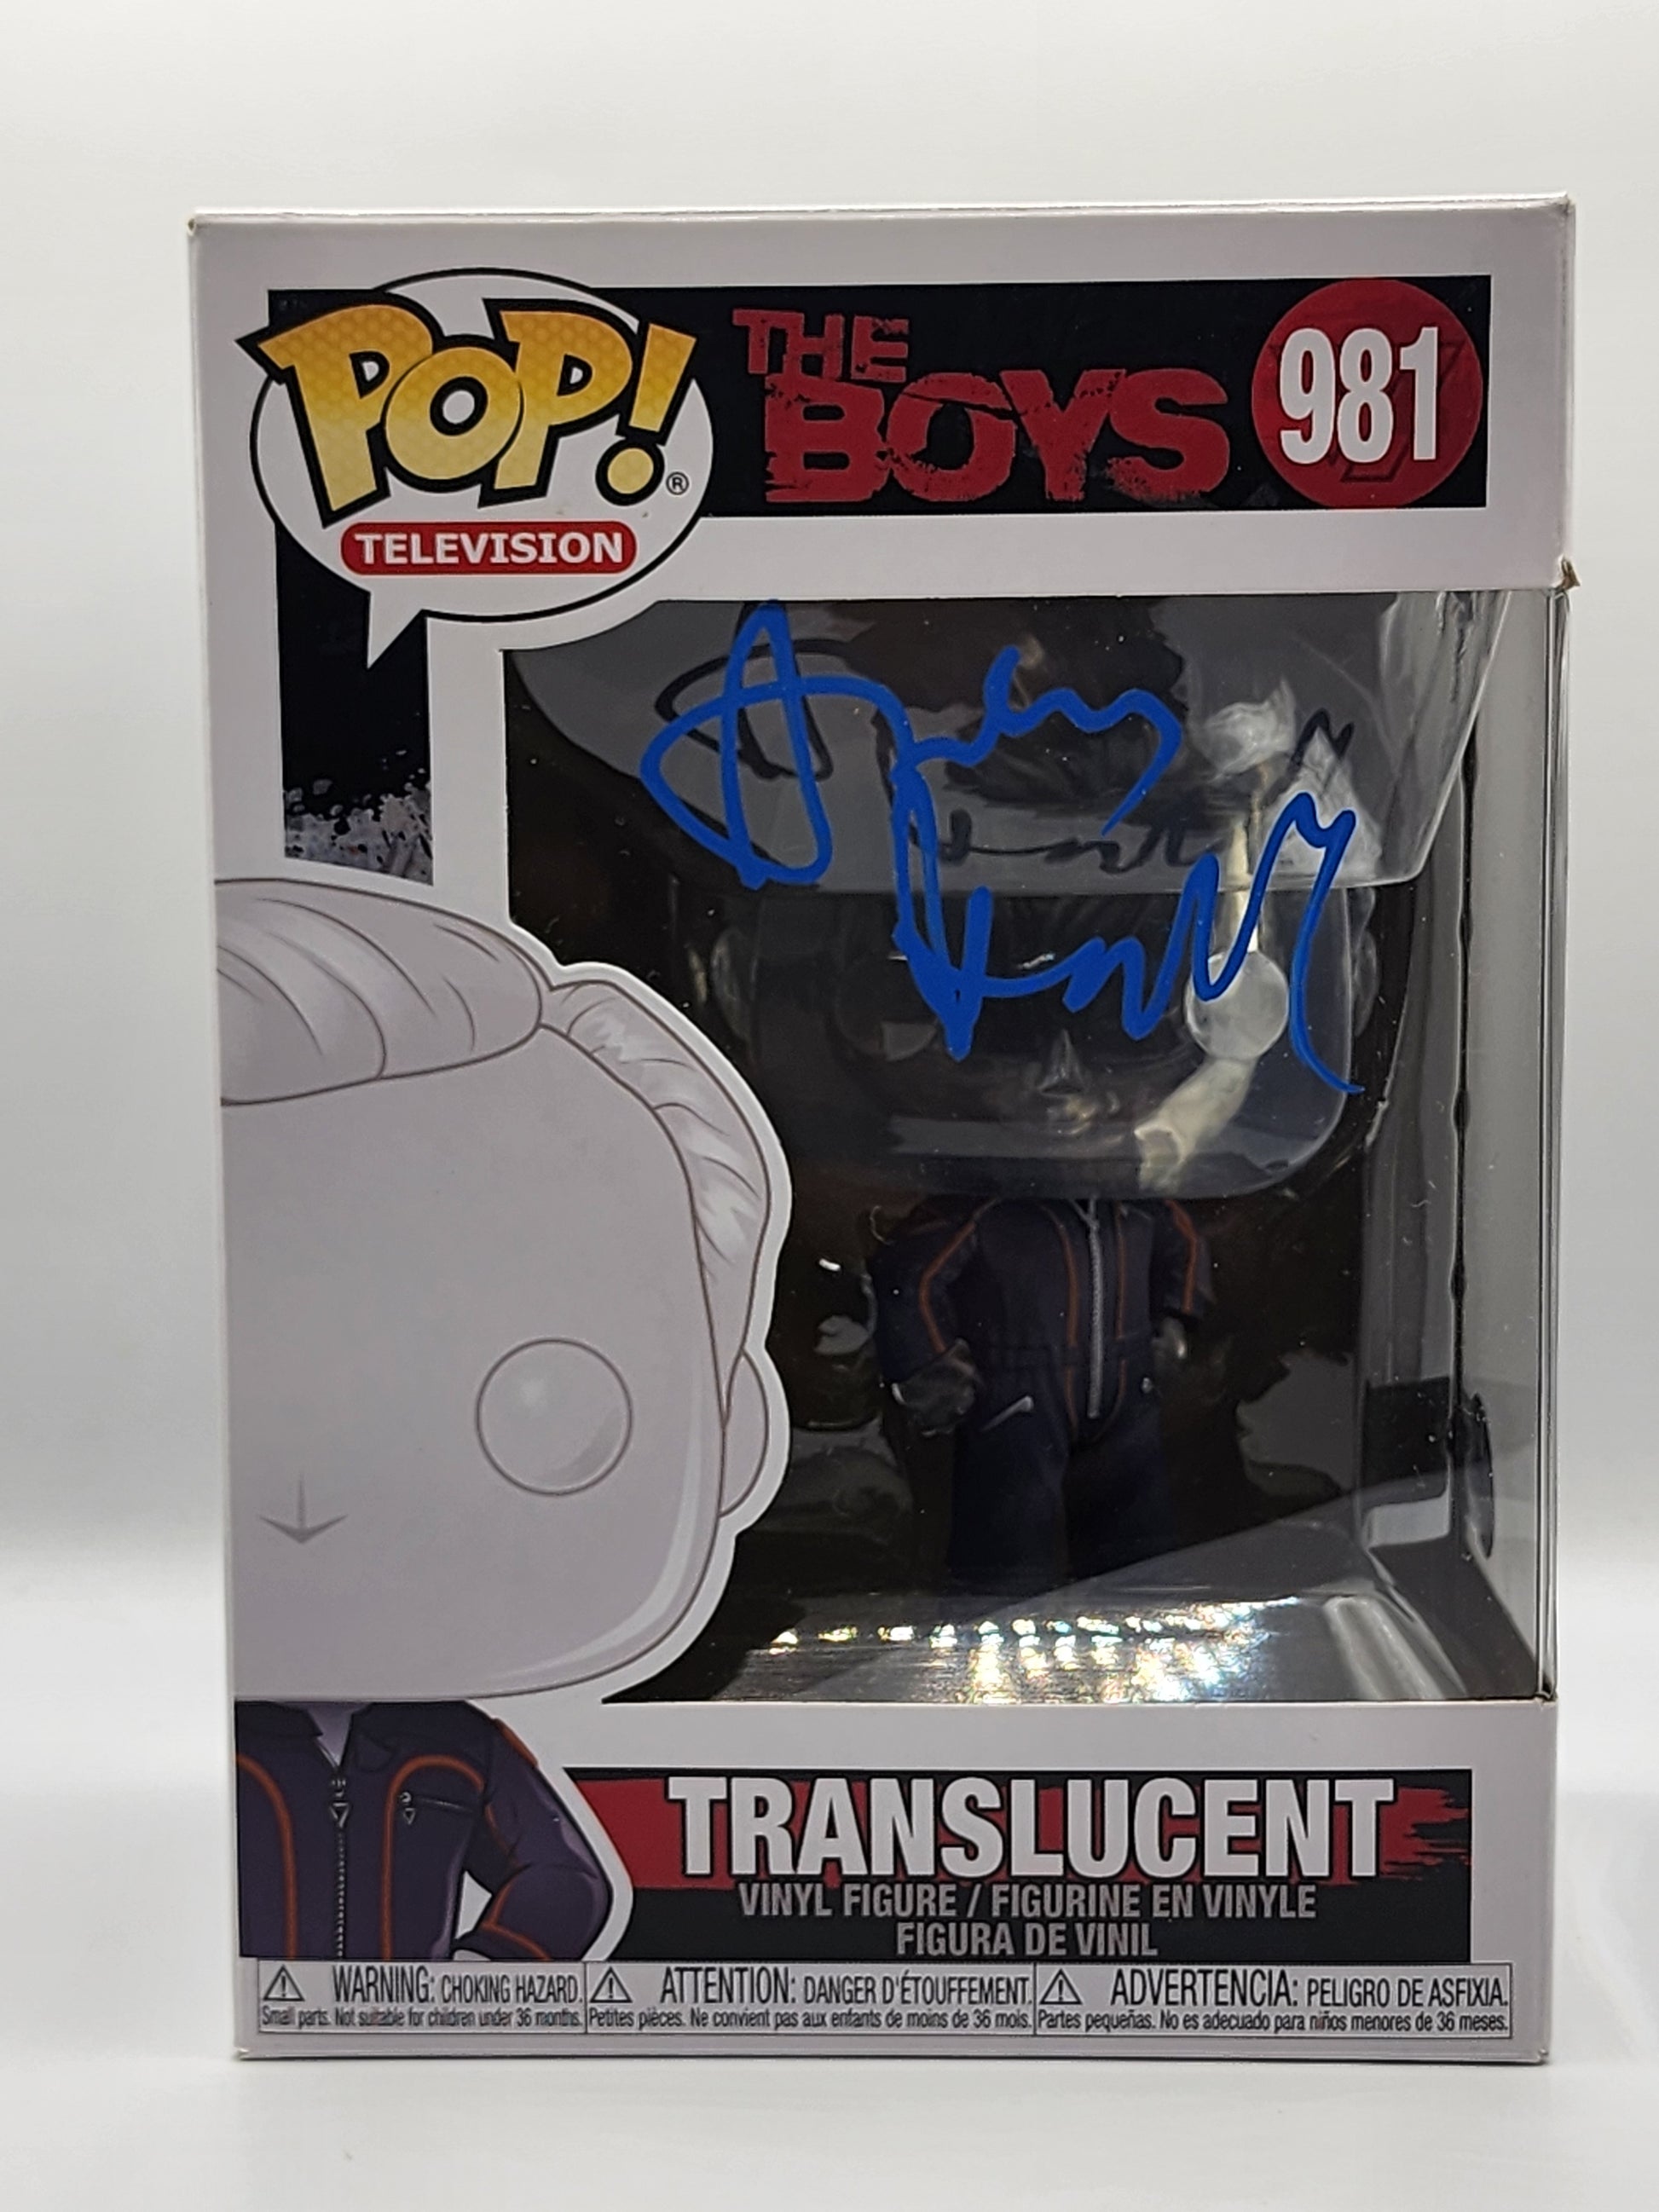 POP!®
TELEVISION
THE
BOYS
981
TRANSLUCENT
VINYL FIGURE / FIGURINE EN VINYLE
FIGURA DE VINIL
WARNING: CHOKING HAZARD.
Small parts. Not suitable for children under 36 months.
ATTENTION: DANGER D'ÉTOUFFEMENT.
Petites pièces. Ne convient pas aux enfants de moins de 36 mois.
ADVERTENCIA: PELIGRO DE ASFIXIA.
Partes pequeñas. No es adecuado para niños menores de 36 meses.